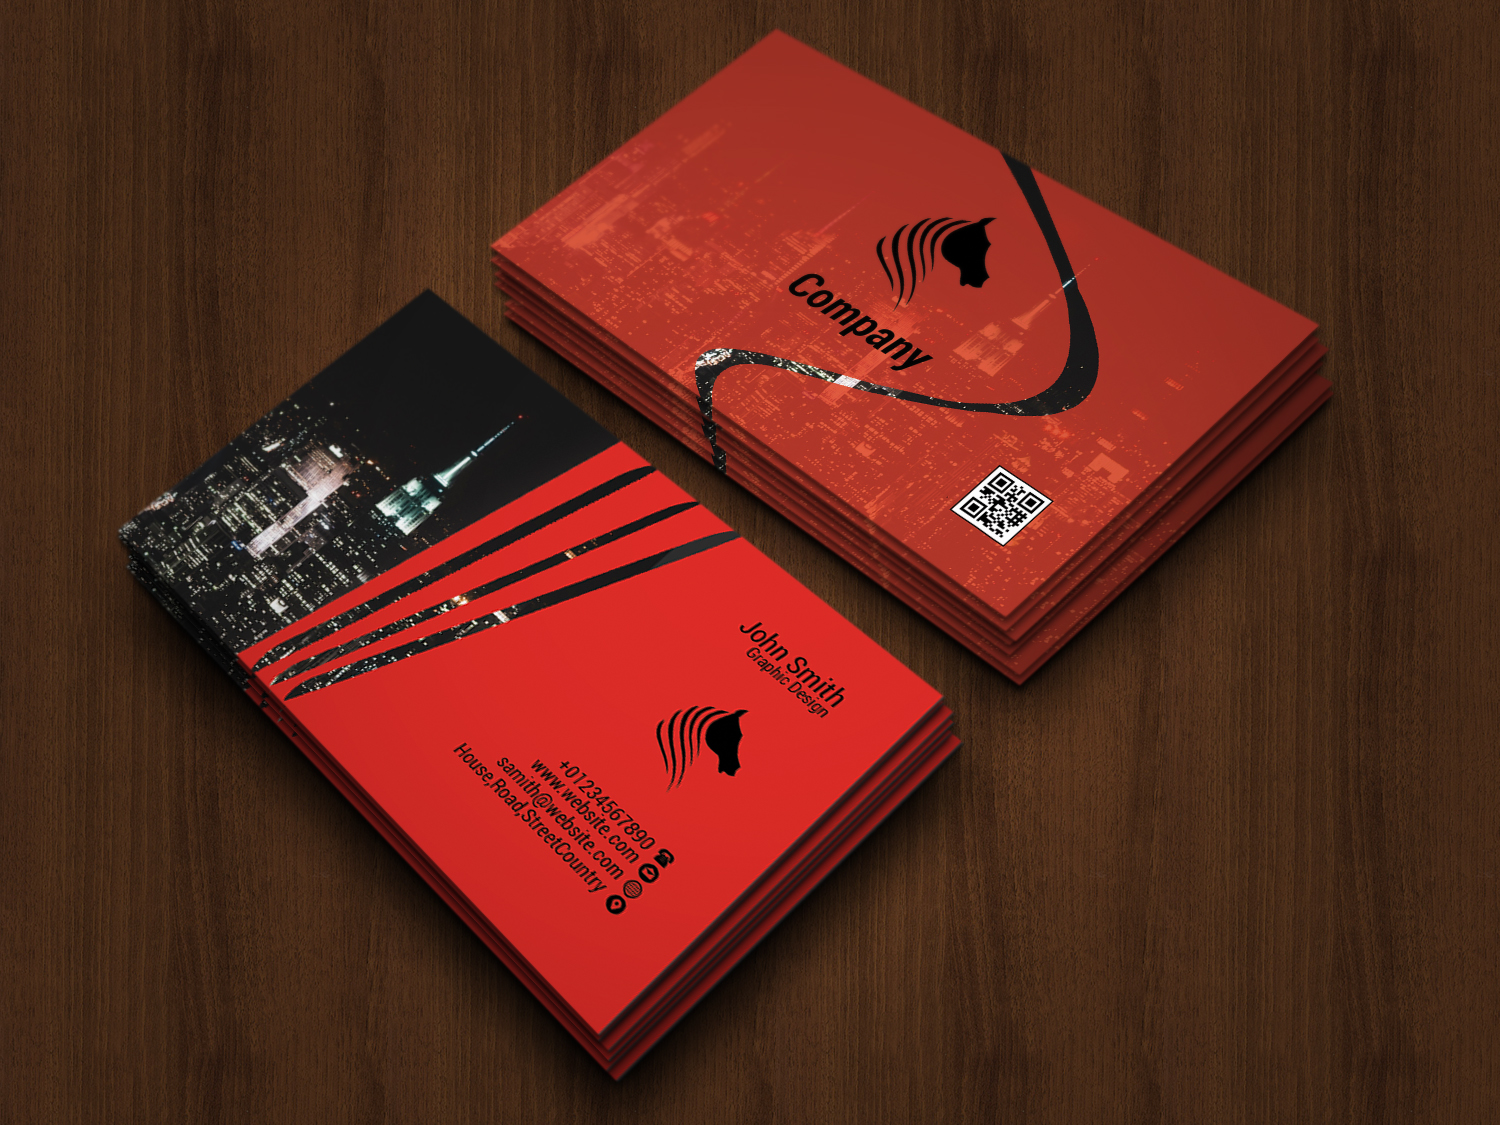 Company
John Smith
Graphic Design
+01234567890
www.website.com
samith@website.com
House,Road,StreetCountry